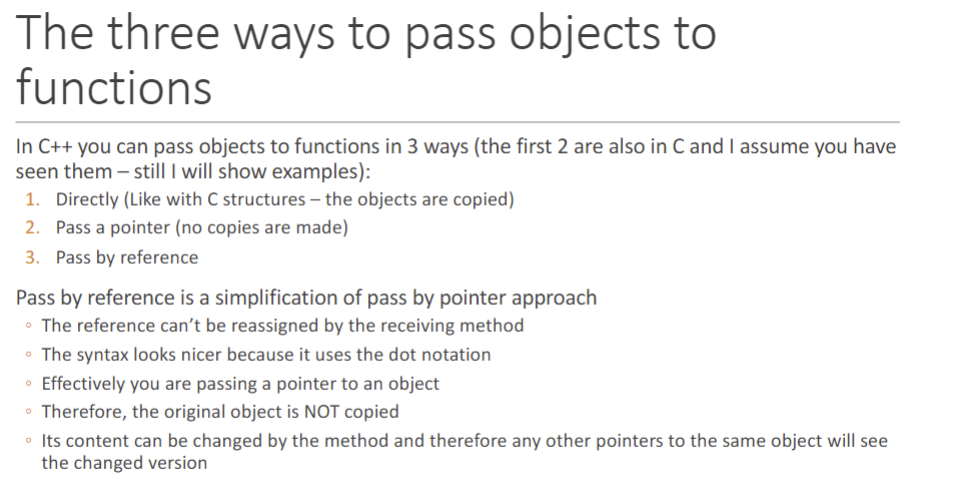 The three ways to pass objects to
functions
In C++ you can pass objects to functions in 3 ways (the first 2 are also in C and I assume you have
seen them – still I will show examples):
1. Directly (Like with C structures – the objects are copied)
2. Pass a pointer (no copies are made)
3. Pass by reference
Pass by reference is a simplification of pass by pointer approach
◦ The reference can’t be reassigned by the receiving method
◦ The syntax looks nicer because it uses the dot notation
◦ Effectively you are passing a pointer to an object
◦ Therefore, the original object is NOT copied
◦ Its content can be changed by the method and therefore any other pointers to the same object will see
the changed version